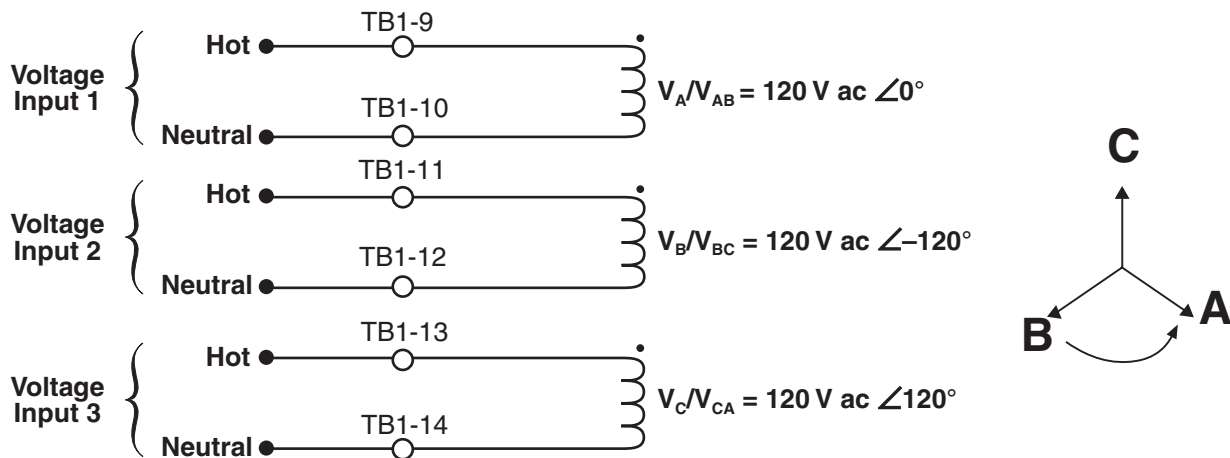 TB1-9
Hot
Voltage
Input 1
V_A/V_AB = 120 V ac ∠0°
TB1-10
Neutral
TB1-11
Hot
Voltage
Input 2
V_B/V_BC = 120 V ac ∠–120°
TB1-12
Neutral
TB1-13
Hot
Voltage
Input 3
V_C/V_CA = 120 V ac ∠120°
TB1-14
Neutral
C
B
A